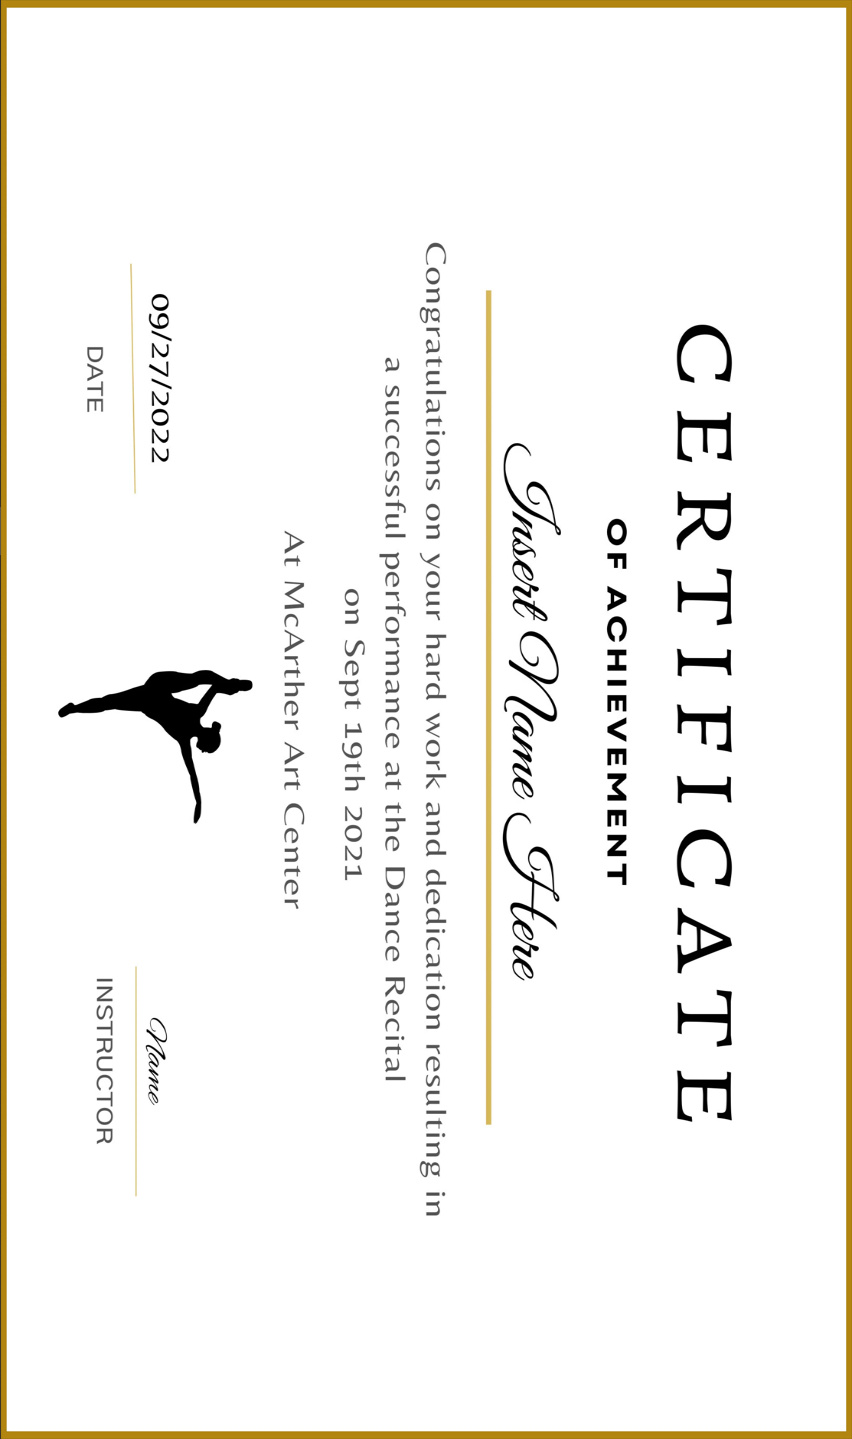 CERTIFICATE
OF ACHIEVEMENT
Insert Name Here
Congratulations on your hard work and dedication resulting in
a successful performance at the Dance Recital
on Sept 19th 2021
At McArther Art Center
09/27/2022
DATE
Name
INSTRUCTOR